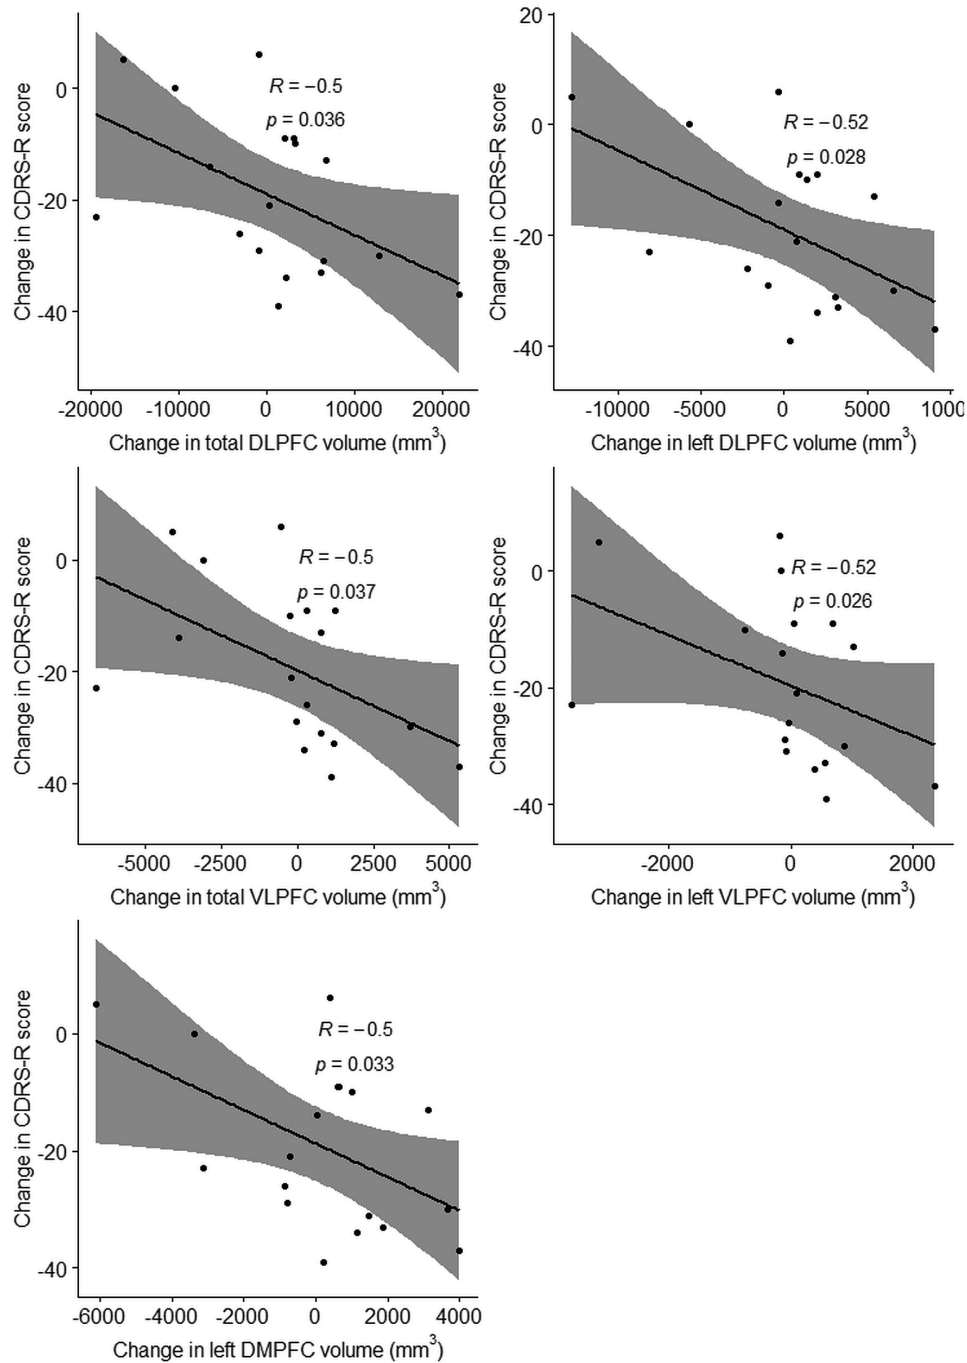 0
-20
-40
Change in CDRS-R score
R = −0.5
p = 0.036
-20000 -10000 0 10000 20000
Change in total DLPFC volume (mm³)
20
0
-20
-40
Change in CDRS-R score
R = −0.52
p = 0.028
-10000 -5000 0 5000 1000
Change in left DLPFC volume (mm³)
0
-20
-40
Change in CDRS-R score
R = −0.5
p = 0.037
-5000 -2500 0 2500 5000
Change in total VLPFC volume (mm³)
0
-20
-40
Change in CDRS-R score
R = −0.52
p = 0.026
-2000 0 2000
Change in left VLPFC volume (mm³)
0
-20
-40
Change in CDRS-R score
R = −0.5
p = 0.033
-6000 -4000 -2000 0 2000 4000
Change in left DMPFC volume (mm³)